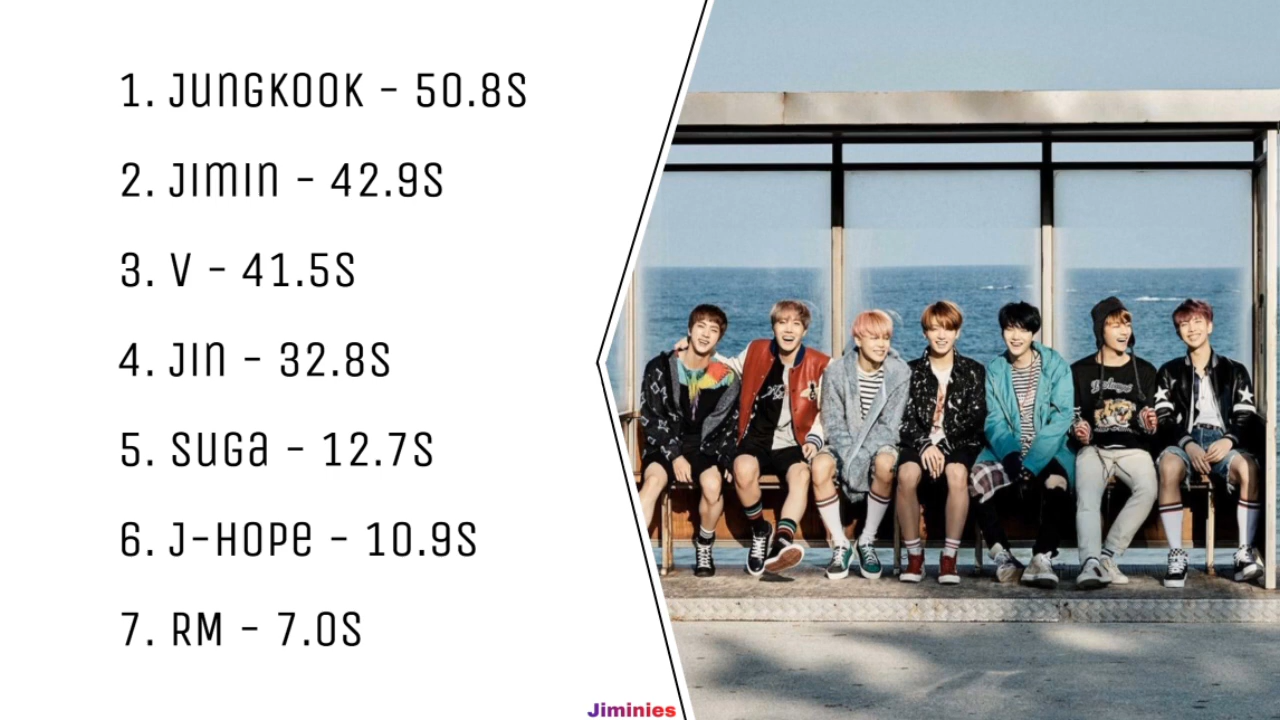 1. Jungkook - 50.8s
2. Jimin - 42.9s
3. V - 41.5s
4. Jin - 32.8s
5. Suga - 12.7s
6. J-Hope - 10.9s
7. RM - 7.0s
Jiminies